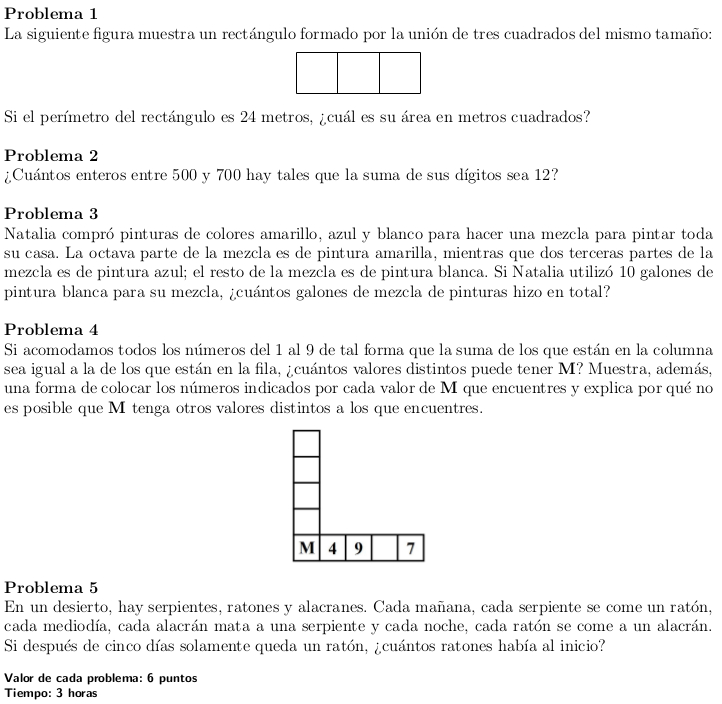 Problema 1
La siguiente figura muestra un rectángulo formado por la unión de tres cuadrados del mismo tamaño:
Si el perímetro del rectángulo es 24 metros, ¿cuál es su área en metros cuadrados?
Problema 2
¿Cuántos enteros entre 500 y 700 hay tales que la suma de sus dígitos sea 12?
Problema 3
Natalia compró pinturas de colores amarillo, azul y blanco para hacer una mezcla para pintar toda
su casa. La octava parte de la mezcla es de pintura amarilla, mientras que dos terceras partes de la
mezcla es de pintura azul; el resto de la mezcla es de pintura blanca. Si Natalia utilizó 10 galones de
pintura blanca para su mezcla, ¿cuántos galones de mezcla de pinturas hizo en total?
Problema 4
Si acomodamos todos los números del 1 al 9 de tal forma que la suma de los que están en la columna
sea igual a la de los que están en la fila, ¿cuántos valores distintos puede tener M? Muestra, además,
una forma de colocar los números indicados por cada valor de M que encuentres y explica por qué no
es posible que M tenga otros valores distintos a los que encuentres.
M 4 9 7
Problema 5
En un desierto, hay serpientes, ratones y alacranes. Cada mañana, cada serpiente se come un ratón,
cada mediodía, cada alacrán mata a una serpiente y cada noche, cada ratón se come a un alacrán.
Si después de cinco días solamente queda un ratón, ¿cuántos ratones había al inicio?
Valor de cada problema: 6 puntos
Tiempo: 3 horas